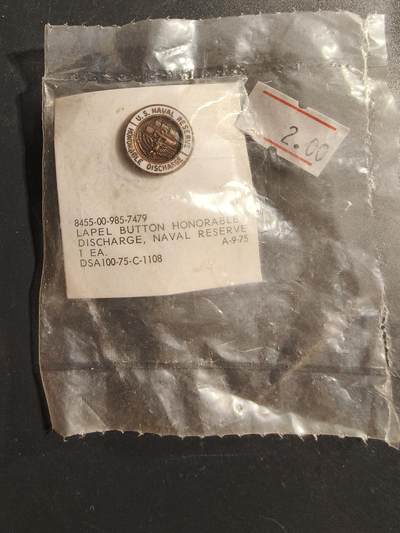 U.S. NAVAL RESERVE
HONORABLE DISCHARGE
2.00
8455-00-985-7479
LAPEL BUTTON HONORABLE
DISCHARGE, NAVAL RESERVE
1 EA. A-9-75
DSA100-75-C-1108